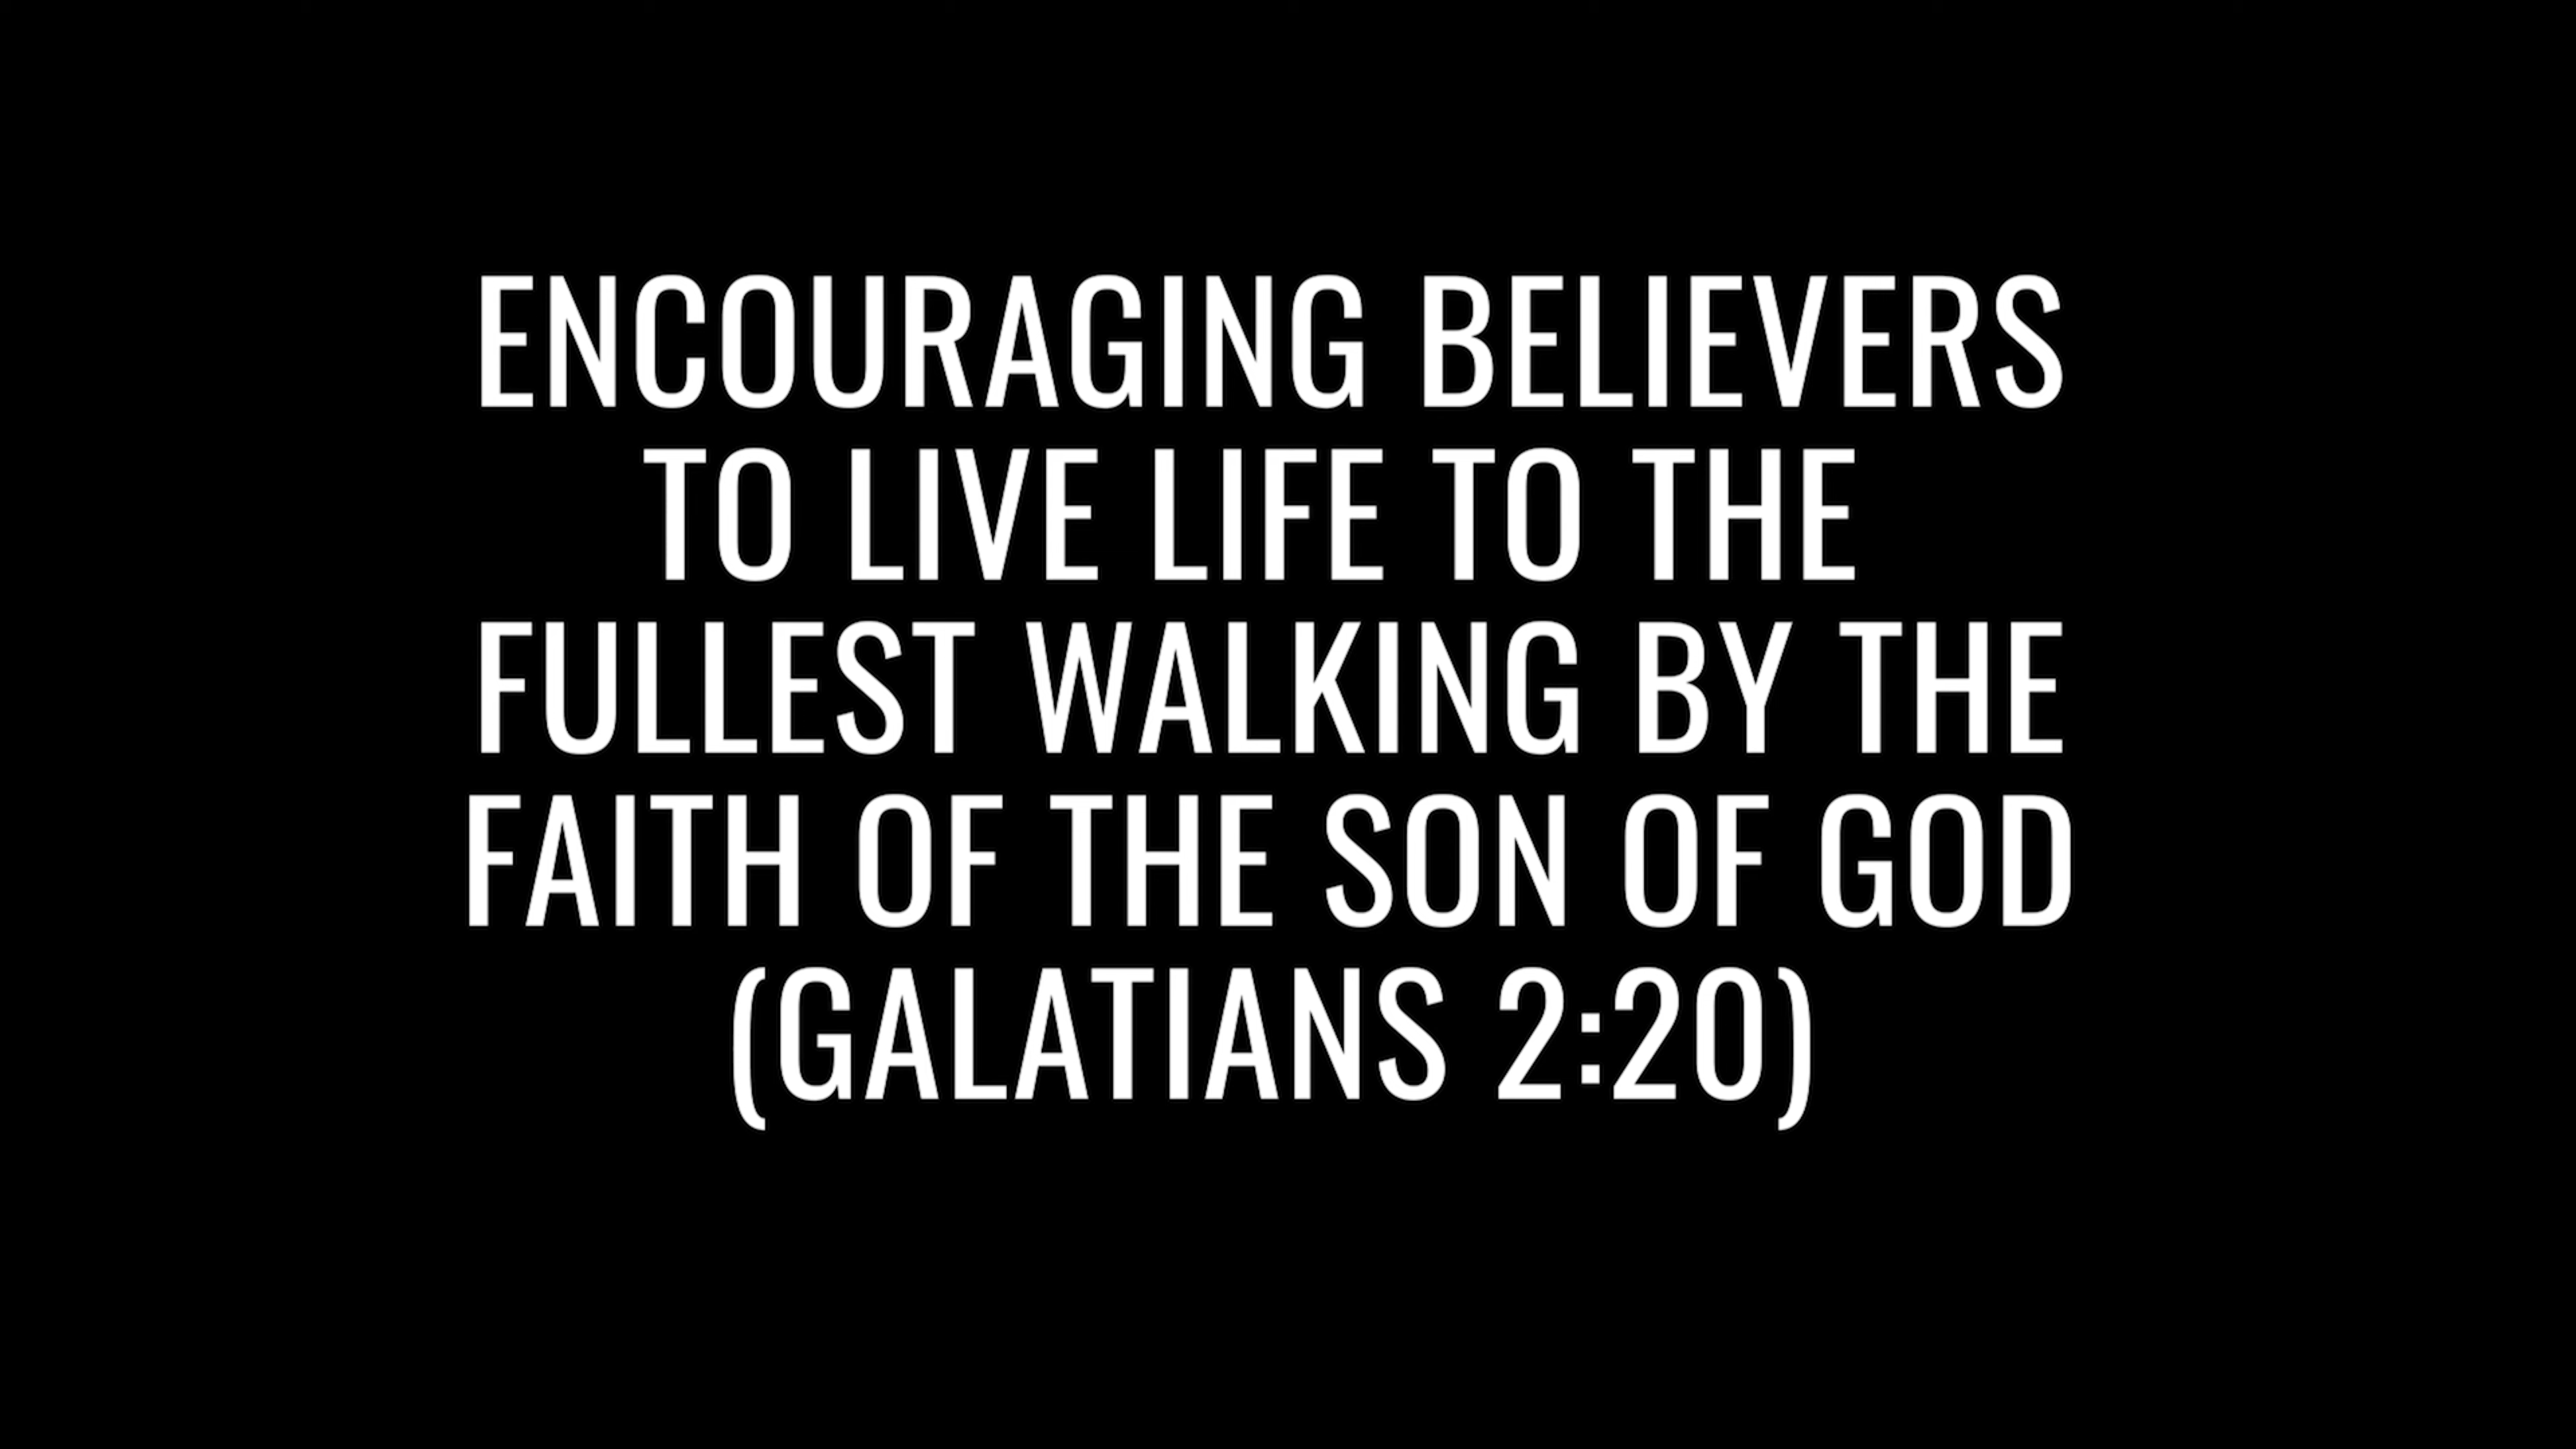 ENCOURAGING BELIEVERS
TO LIVE LIFE TO THE
FULLEST WALKING BY THE
FAITH OF THE SON OF GOD
(GALATIANS 2:20)